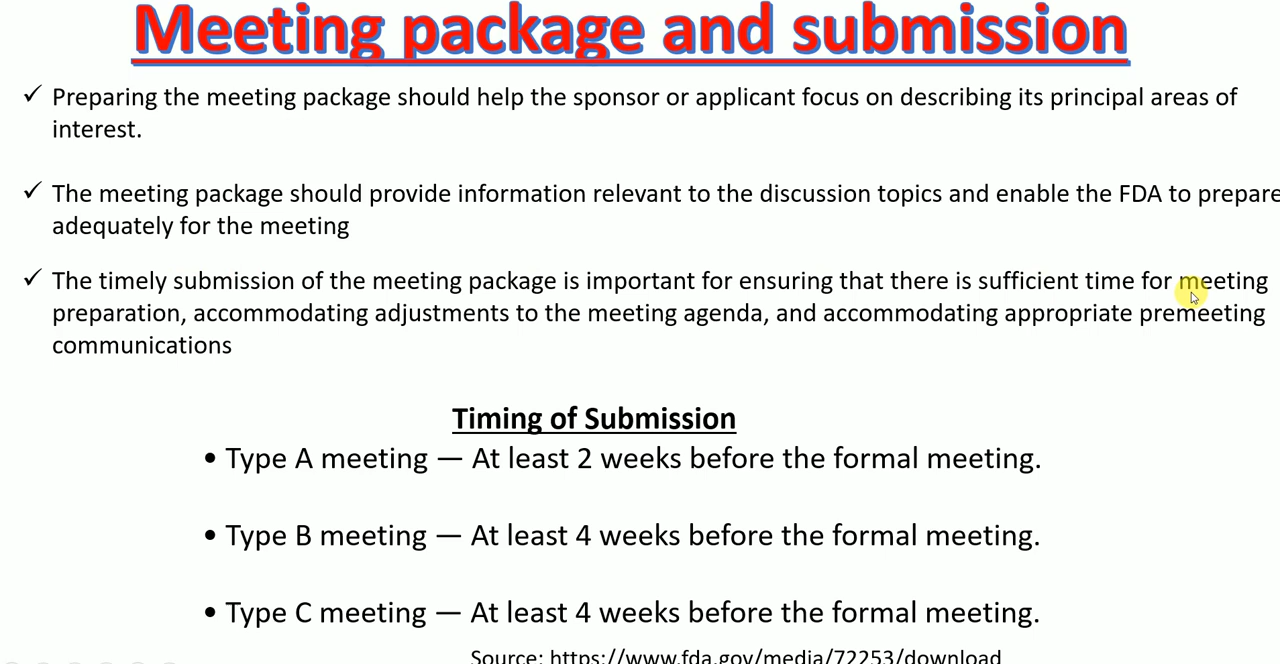 Meeting package and submission
✓ Preparing the meeting package should help the sponsor or applicant focus on describing its principal areas of
interest.
✓ The meeting package should provide information relevant to the discussion topics and enable the FDA to prepare
adequately for the meeting
✓ The timely submission of the meeting package is important for ensuring that there is sufficient time for meeting
preparation, accommodating adjustments to the meeting agenda, and accommodating appropriate premeeting
communications
Timing of Submission
• Type A meeting — At least 2 weeks before the formal meeting.
• Type B meeting — At least 4 weeks before the formal meeting.
• Type C meeting — At least 4 weeks before the formal meeting.
Source: https://www.fda.gov/media/72253/download